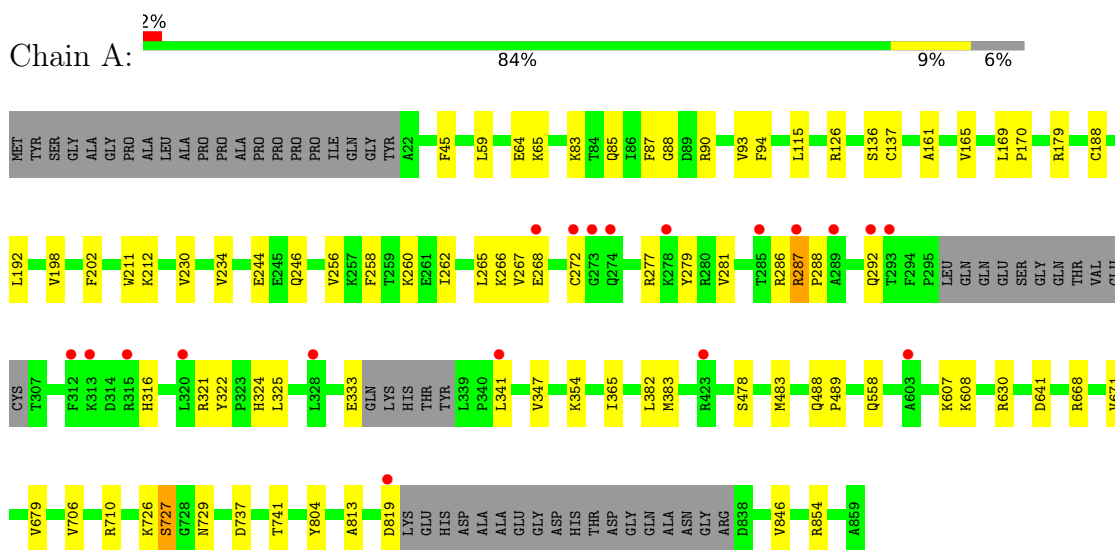 2%
Chain A:
84% 9% 6%
MET TYR SER GLY ALA GLY PRO ALA LEU ALA PRO PRO ALA PRO PRO PRO PRO ILE GLN GLY TYR A22 F45 L59 E64 K65 K83 T84 Q85 I86 F87 G88 D89 R90 V93 F94 L115 R126 S136 C137 A161 V165 L169 P170 R179 C188
L192 V198 F202 W211 K212 V230 V234 E244 E245 Q246 V256 K257 F258 T259 K260 E261 I262 L265 K266 V267 E268 C272 G273 Q274 R277 K278 Y279 R280 V281 T285 R286 R287 P288 A289 Q292 T293 F294 P295 LEU GLN GLN GLU SER GLY GLN THR VAL GLU
CYS T307 F312 K313 D314 R315 H316 L320 R321 Y322 P323 H324 L325 L328 E333 GLN LYS HIS THR TYR L339 P340 L341 V347 K354 I365 L382 M383 R423 S478 M483 Q488 P489 Q558 A603 K607 K608 R630 D641 R668 V671
V679 V706 R710 K726 S727 G728 N729 D737 T741 Y804 A813 D819 LYS GLU HIS ASP ALA ALA GLU GLY ASP HIS THR ASP GLY GLN ALA ASN GLY ARG D838 V846 R854 A859